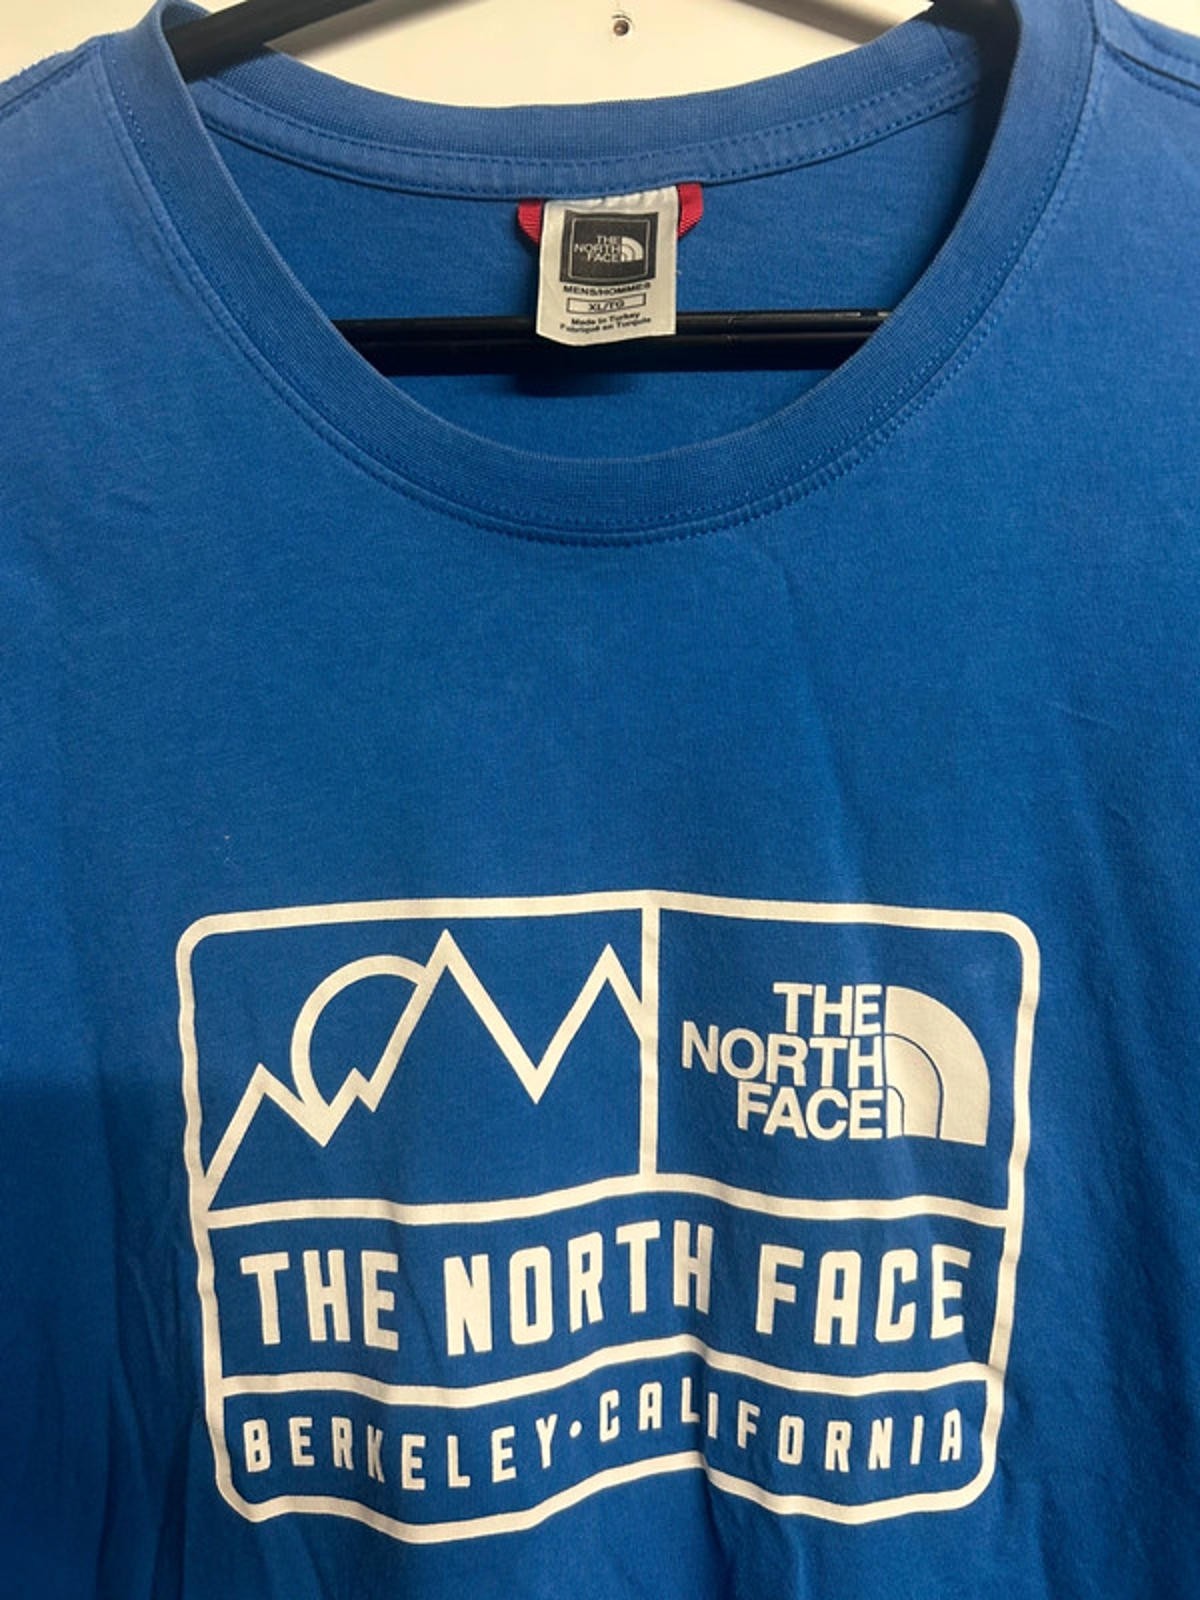 THE
NORTH
FACE
MENS/HOMMES
XL/TG
Made in Turkey
Fabriqué en Turquie
THE
NORTH
FACE
THE NORTH FACE
BERKELEY·CALIFORNIA